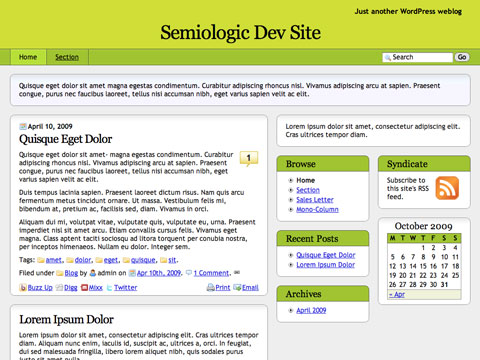 Just another WordPress weblog
Semiologic Dev Site
Home Section Search Go
Quisque eget dolor sit amet magna egestas condimentum. Curabitur adipiscing rhoncus nisl. Vivamus adipiscing arcu at sapien. Praesent
congue, purus nec faucibus laoreet, tellus nisi accumsan nibh, eget varius sapien velit ac elit.
April 10, 2009
Quisque Eget Dolor
1
Quisque eget dolor sit amet- magna egestas condimentum. Curabitur
adipiscing rhoncus nisl. Vivamus adipiscing arcu at sapien. Praesent
congue, purus nec faucibus laoreet, tellus nisi accumsan nibh, eget
varius sapien velit ac elit.
Duis tempus lacinia sapien. Praesent laoreet dictum risus. Nam quis arcu
fermentum metus tincidunt ornare. Ut massa. Vestibulum felis mi,
bibendum at, pretium ac, facilisis sed, diam. Vivamus in orci.
Aliquam dui mi, volutpat vitae, vulputate quis, vulputate eu, urna. Praesent
imperdiet nisi sit amet arcu. Etiam convallis cursus felis. Vivamus eget
magna. Class aptent taciti sociosqu ad litora torquent per conubia nostra,
per inceptos himenaeos. Nullam eu dolor. Integer sem.
Tags: amet, dolor, eget, quisque, sit.
Filed under Blog by admin on Apr 10th, 2009. 1 Comment.
Buzz Up Digg Mixx Twitter Print Email
Lorem Ipsum Dolor
Lorem ipsum dolor sit amet, consectetur adipiscing elit. Cras ultrices
tempor diam. Curabitur enim neque, iaculis id, suscipit ac, ultrices a, orci. In
dui mi, malesuada fringilla, libero lorem aliquet nibh, quis sodales purus
Lorem ipsum dolor sit amet, consectetur adipiscing elit.
Cras ultrices tempor diam.
Browse
Home
Section
Sales Letter
Mono-Column
Recent Posts
Quisque Eget Dolor
Lorem Ipsum Dolor
Archives
April 2009
Syndicate
Subscribe to
this site's RSS
feed.
October 2009
M T W T F S S
1 2 3 4
5 6 7 8 9 10 11
12 13 14 15 16 17 18
19 20 21 22 23 24 25
26 27 28 29 30 31
« Apr